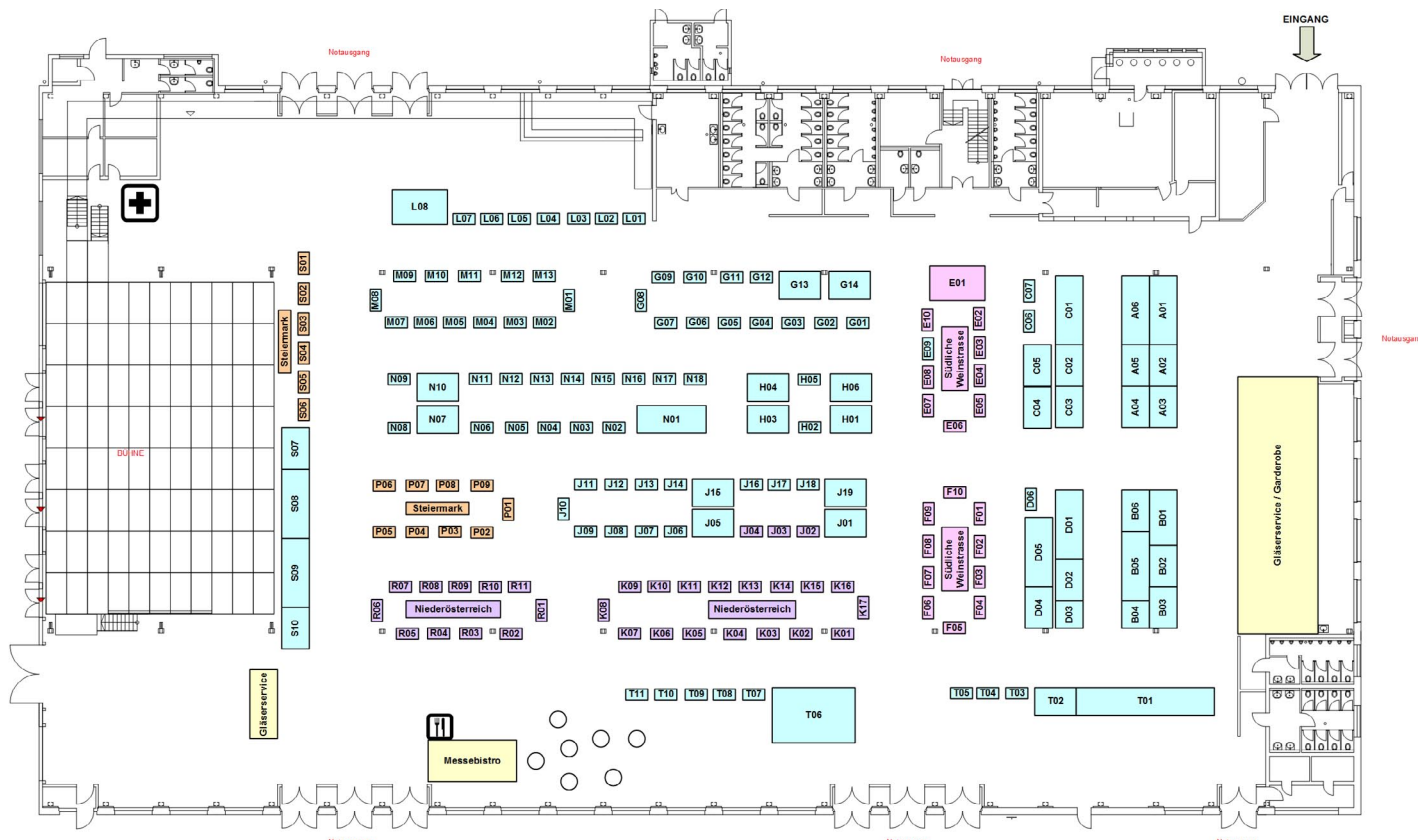 EINGANG
Notausgang
Notausgang
L08
L07 L06 L05 L04 L03 L02 L01
S01
S02
S03
S04
S05
S06
Steiermark
M09 M10 M11 M12 M13
M08
M01
M07 M06 M05 M04 M03 M02
G09 G10 G11 G12
G13
G14
G08
G07 G06 G05 G04 G03 G02 G01
E01
E10
E09
E08
E07
Südliche
Weinstrasse
E02
E03
E04
E05
E06
C07
C06
C05
C04
C01
C02
C03
A06
A05
A04
A01
A02
A03
Notausgang
N09
N10
N11 N12 N13 N14 N15 N16 N17 N18
H04
H05
H06
N08
N07
N06 N05 N04 N03 N02
N01
H03
H02
H01
S07
S08
S09
S10
P06 P07 P08 P09
Steiermark
P01
P05 P04 P03 P02
J11 J12 J13 J14
J15
J16 J17 J18
J19
J10
J09 J08 J07 J06
J05
J04 J03 J02
J01
F10
F09
F08
F07
F06
Südliche
Weinstrasse
F01
F02
F03
F04
F05
D06
D05
D04
D01
D02
D03
B06
B05
B04
B01
B02
B03
Gläserservice / Garderobe
R07 R08 R09 R10 R11
R06
Niederösterreich
R01
R05 R04 R03 R02
K09 K10 K11 K12 K13 K14 K15 K16
K08
Niederösterreich
K17
K07 K06 K05 K04 K03 K02 K01
Gläserservice
T11 T10 T09 T08 T07
T06
T05 T04 T03
T02
T01
Messebistro